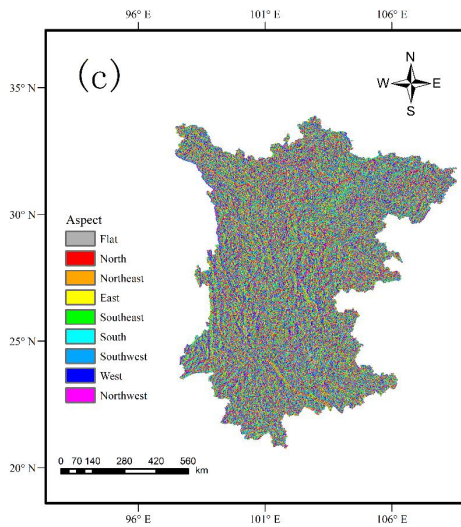 96° E 101° E 106° E
(c)
N
W E
S
35° N
30° N
25° N
20° N
Aspect
Flat
North
Northeast
East
Southeast
South
Southwest
West
Northwest
0 70 140 280 420 560
km
96° E 101° E 106° E